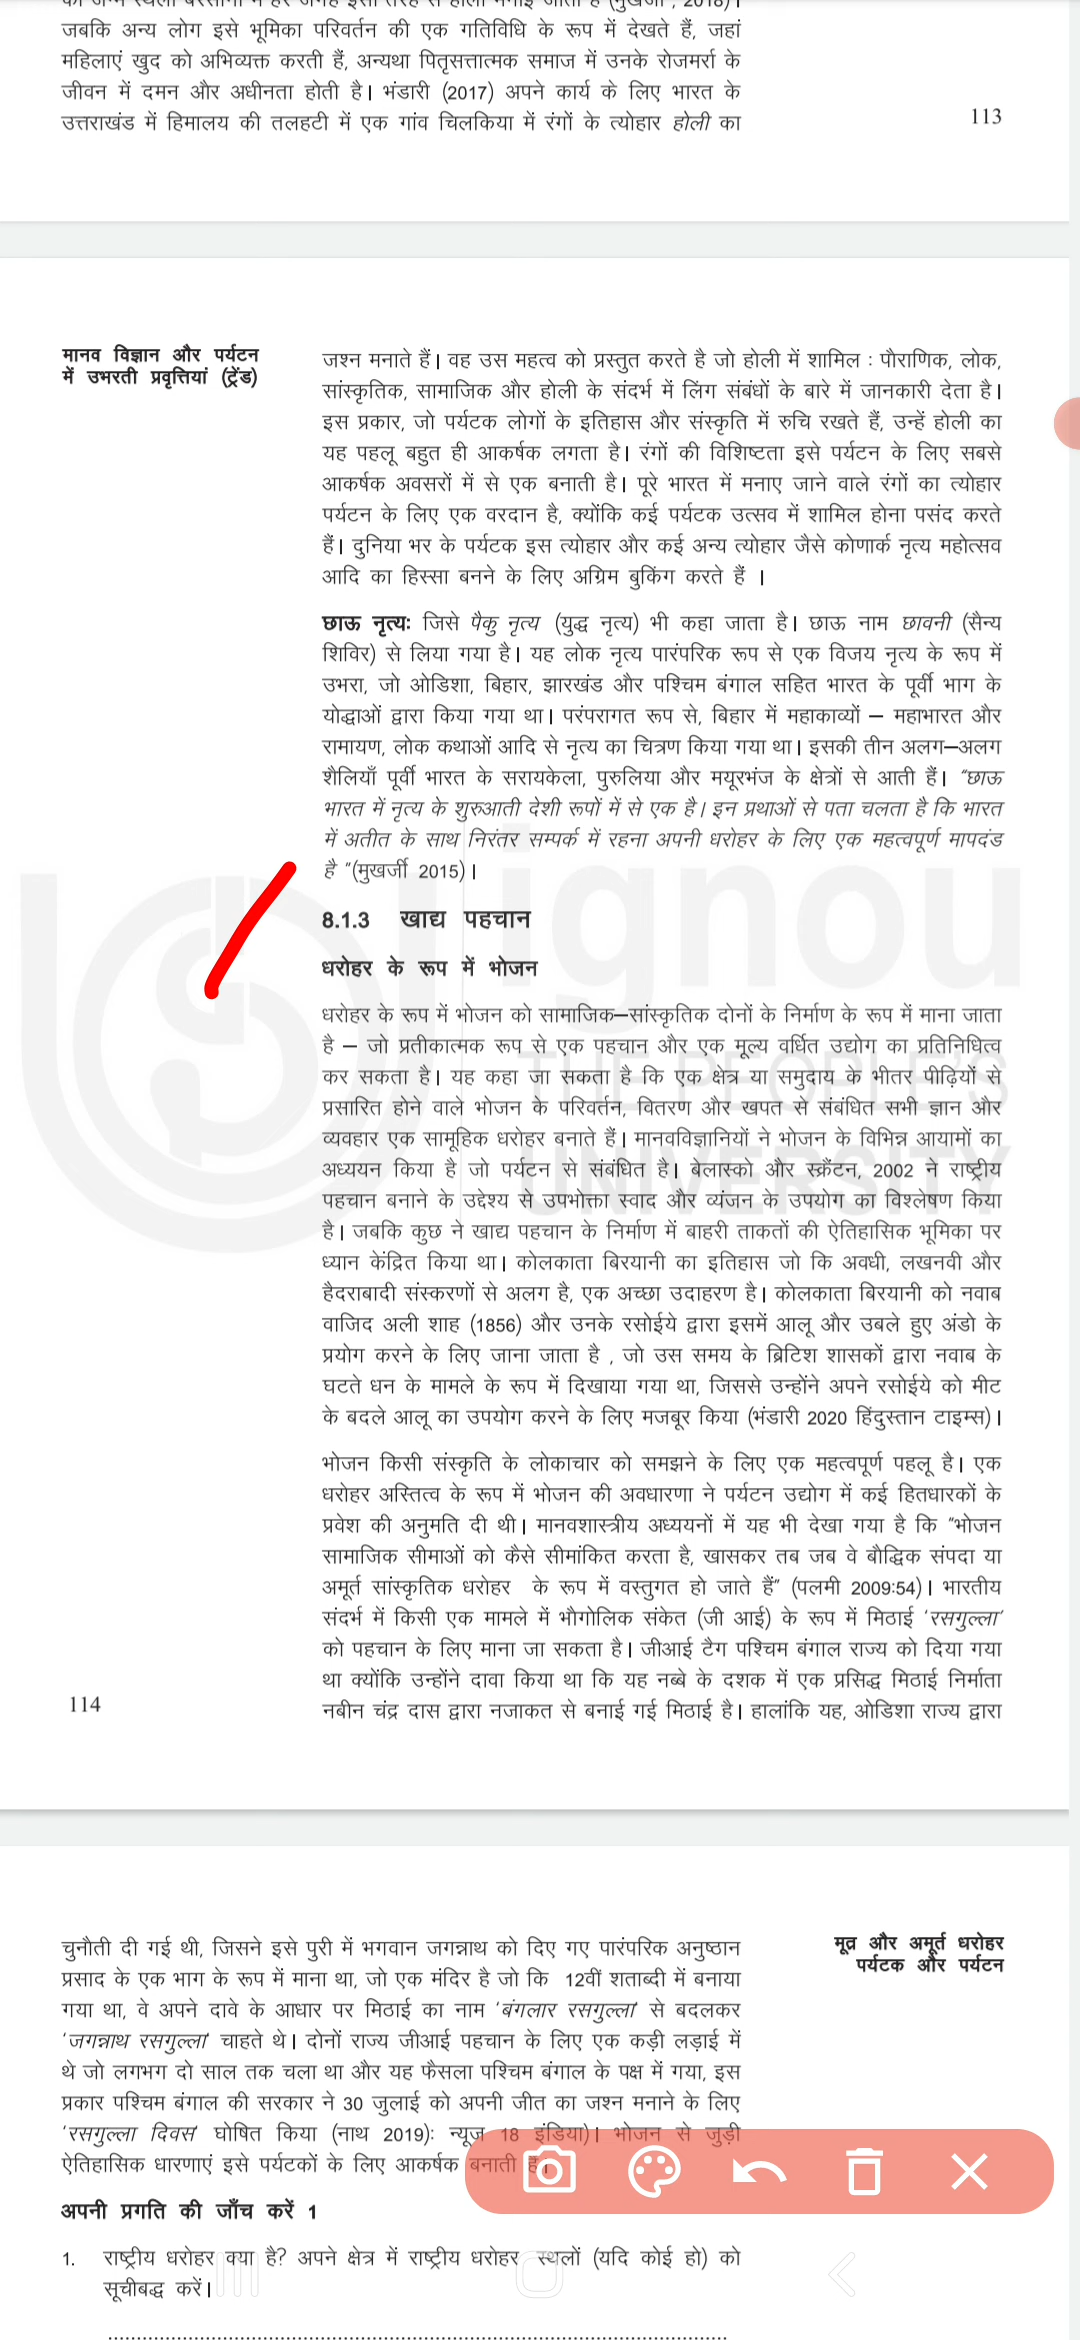 जबकि अन्य लोग इसे भूमिका परिवर्तन की एक गतिविधि के रूप में देखते हैं, जहां
महिलाएं खुद को अभिव्यक्त करती हैं, अन्यथा पितृसत्तात्मक समाज में उनके रोजमर्रा के
जीवन में दमन और अधीनता होती है। भंडारी (2017) अपने कार्य के लिए भारत के
उत्तराखंड में हिमालय की तलहटी में एक गांव चिलकिया में रंगों के त्योहार होली का
113
मानव विज्ञान और पर्यटन
में उभरती प्रवृत्तियां (ट्रेंड)
जश्न मनाते हैं। वह उस महत्व को प्रस्तुत करते है जो होली में शामिल : पौराणिक, लोक,
सांस्कृतिक, सामाजिक और होली के संदर्भ में लिंग संबंधों के बारे में जानकारी देता है।
इस प्रकार, जो पर्यटक लोगों के इतिहास और संस्कृति में रुचि रखते हैं, उन्हें होली का
यह पहलू बहुत ही आकर्षक लगता है। रंगों की विशिष्टता इसे पर्यटन के लिए सबसे
आकर्षक अवसरों में से एक बनाती है। पूरे भारत में मनाए जाने वाले रंगों का त्योहार
पर्यटन के लिए एक वरदान है, क्योंकि कई पर्यटक उत्सव में शामिल होना पसंद करते
हैं। दुनिया भर के पर्यटक इस त्योहार और कई अन्य त्योहार जैसे कोणार्क नृत्य महोत्सव
आदि का हिस्सा बनने के लिए अग्रिम बुकिंग करते हैं ।
छाऊ नृत्यः जिसे पैकु नृत्य (युद्ध नृत्य) भी कहा जाता है। छाऊ नाम छावनी (सैन्य
शिविर) से लिया गया है। यह लोक नृत्य पारंपरिक रूप से एक विजय नृत्य के रूप में
उभरा, जो ओडिशा, बिहार, झारखंड और पश्चिम बंगाल सहित भारत के पूर्वी भाग के
योद्धाओं द्वारा किया गया था। परंपरागत रूप से, बिहार में महाकाव्यों – महाभारत और
रामायण, लोक कथाओं आदि से नृत्य का चित्रण किया गया था। इसकी तीन अलग–अलग
शैलियाँ पूर्वी भारत के सरायकेला, पुरुलिया और मयूरभंज के क्षेत्रों से आती हैं। "छाऊ
भारत में नृत्य के शुरुआती देशी रूपों में से एक है। इन प्रथाओं से पता चलता है कि भारत
में अतीत के साथ निरंतर सम्पर्क में रहना अपनी धरोहर के लिए एक महत्वपूर्ण मापदंड
है "(मुखर्जी 2015)।
8.1.3 खाद्य पहचान
धरोहर के रूप में भोजन
धरोहर के रूप में भोजन को सामाजिक–सांस्कृतिक दोनों के निर्माण के रूप में माना जाता
है – जो प्रतीकात्मक रूप से एक पहचान और एक मूल्य वर्धित उद्योग का प्रतिनिधित्व
कर सकता है। यह कहा जा सकता है कि एक क्षेत्र या समुदाय के भीतर पीढ़ियों से
प्रसारित होने वाले भोजन के परिवर्तन, वितरण और खपत से संबंधित सभी ज्ञान और
व्यवहार एक सामूहिक धरोहर बनाते हैं। मानवविज्ञानियों ने भोजन के विभिन्न आयामों का
अध्ययन किया है जो पर्यटन से संबंधित है। बेलास्को और स्क्रैंटन, 2002 ने राष्ट्रीय
पहचान बनाने के उद्देश्य से उपभोक्ता स्वाद और व्यंजन के उपयोग का विश्लेषण किया
है। जबकि कुछ ने खाद्य पहचान के निर्माण में बाहरी ताकतों की ऐतिहासिक भूमिका पर
ध्यान केंद्रित किया था। कोलकाता बिरयानी का इतिहास जो कि अवधी, लखनवी और
हैदराबादी संस्करणों से अलग है, एक अच्छा उदाहरण है। कोलकाता बिरयानी को नवाब
वाजिद अली शाह (1856) और उनके रसोईये द्वारा इसमें आलू और उबले हुए अंडो के
प्रयोग करने के लिए जाना जाता है , जो उस समय के ब्रिटिश शासकों द्वारा नवाब के
घटते धन के मामले के रूप में दिखाया गया था, जिससे उन्होंने अपने रसोईये को मीट
के बदले आलू का उपयोग करने के लिए मजबूर किया (भंडारी 2020 हिंदुस्तान टाइम्स)।
भोजन किसी संस्कृति के लोकाचार को समझने के लिए एक महत्वपूर्ण पहलू है। एक
धरोहर अस्तित्व के रूप में भोजन की अवधारणा ने पर्यटन उद्योग में कई हितधारकों के
प्रवेश की अनुमति दी थी। मानवशास्त्रीय अध्ययनों में यह भी देखा गया है कि "भोजन
सामाजिक सीमाओं को कैसे सीमांकित करता है, खासकर तब जब वे बौद्धिक संपदा या
अमूर्त सांस्कृतिक धरोहर के रूप में वस्तुगत हो जाते हैं" (पलमी 2009:54)। भारतीय
संदर्भ में किसी एक मामले में भौगोलिक संकेत (जी आई) के रूप में मिठाई 'रसगुल्ला'
को पहचान के लिए माना जा सकता है। जीआई टैग पश्चिम बंगाल राज्य को दिया गया
था क्योंकि उन्होंने दावा किया था कि यह नब्बे के दशक में एक प्रसिद्ध मिठाई निर्माता
नबीन चंद्र दास द्वारा नजाकत से बनाई गई मिठाई है। हालांकि यह, ओडिशा राज्य द्वारा
114
ignou
THE PEOPLE'S
UNIVERSITY
चुनौती दी गई थी, जिसने इसे पुरी में भगवान जगन्नाथ को दिए गए पारंपरिक अनुष्ठान
प्रसाद के एक भाग के रूप में माना था, जो एक मंदिर है जो कि 12वीं शताब्दी में बनाया
गया था, वे अपने दावे के आधार पर मिठाई का नाम 'बंगलार रसगुल्ला' से बदलकर
'जगन्नाथ रसगुल्ला' चाहते थे। दोनों राज्य जीआई पहचान के लिए एक कड़ी लड़ाई में
थे जो लगभग दो साल तक चला था और यह फैसला पश्चिम बंगाल के पक्ष में गया, इस
प्रकार पश्चिम बंगाल की सरकार ने 30 जुलाई को अपनी जीत का जश्न मनाने के लिए
'रसगुल्ला दिवस' घोषित किया (नाथ 2019): न्यूज़ 18 इंडिया)। भोजन से जुड़ी
ऐतिहासिक धारणाएं इसे पर्यटकों के लिए आकर्षक बनाती हैं।
मूत्र और अमूर्त धरोहर
पर्यटक और पर्यटन
अपनी प्रगति की जाँच करें 1
1. राष्ट्रीय धरोहर क्या है? अपने क्षेत्र में राष्ट्रीय धरोहर स्थलों (यदि कोई हो) को
सूचीबद्ध करें।